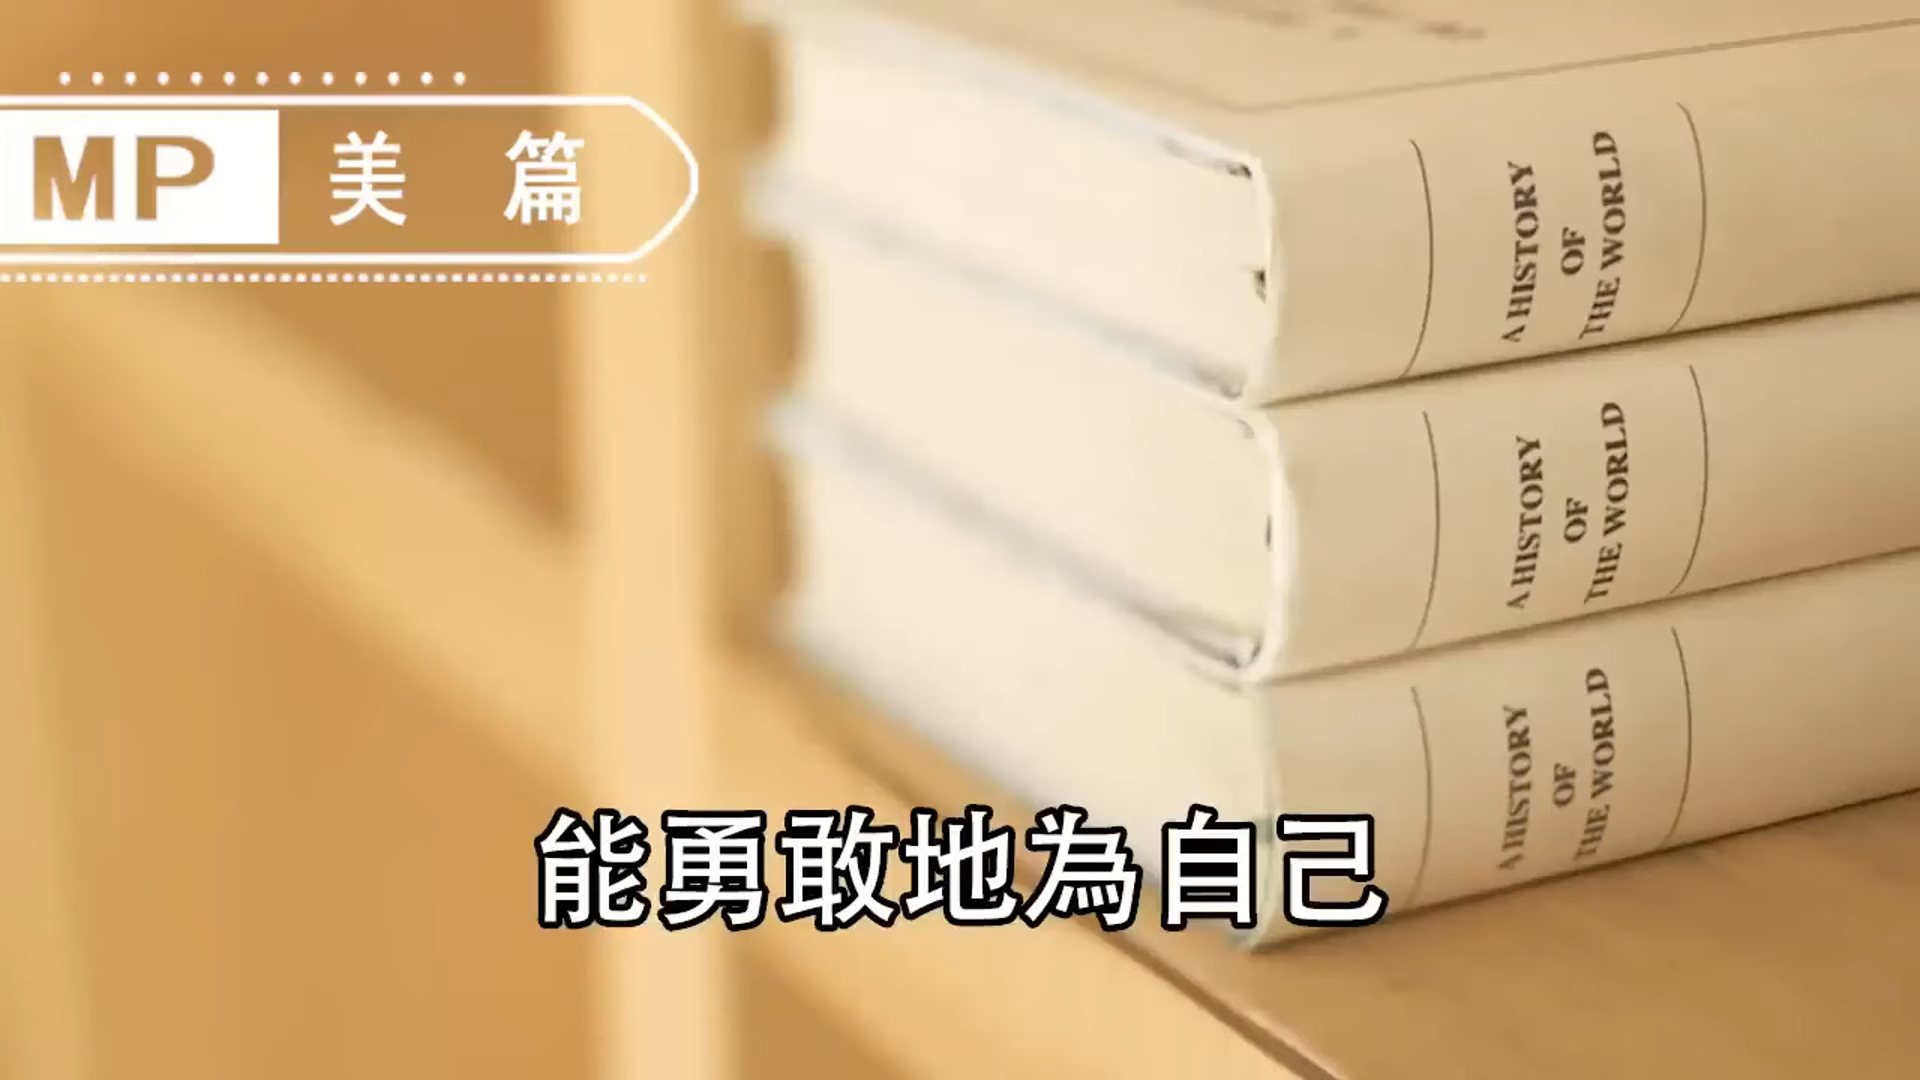 MP 美篇
A HISTORY
OF
THE WORLD
A HISTORY
OF
THE WORLD
A HISTORY
OF
THE WORLD
能勇敢地為自己